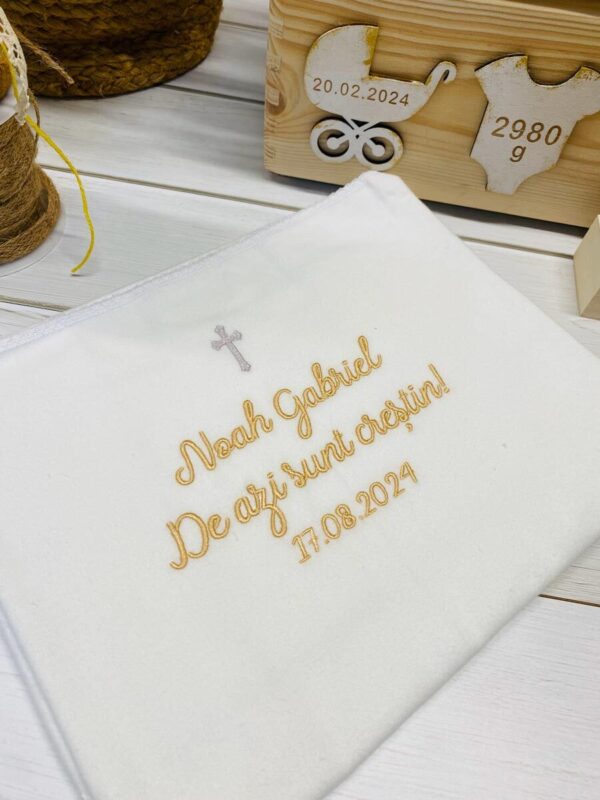 20.02.2024
2980
g
Noah Gabriel
De azi sunt creștin!
17.08.2024